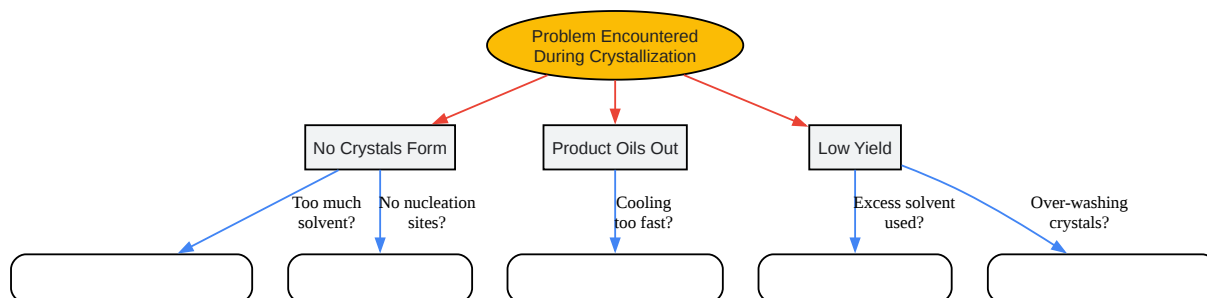 Problem Encountered
During Crystallization
No Crystals Form
Product Oils Out
Low Yield
Too much
solvent?
No nucleation
sites?
Cooling
too fast?
Excess solvent
used?
Over-washing
crystals?